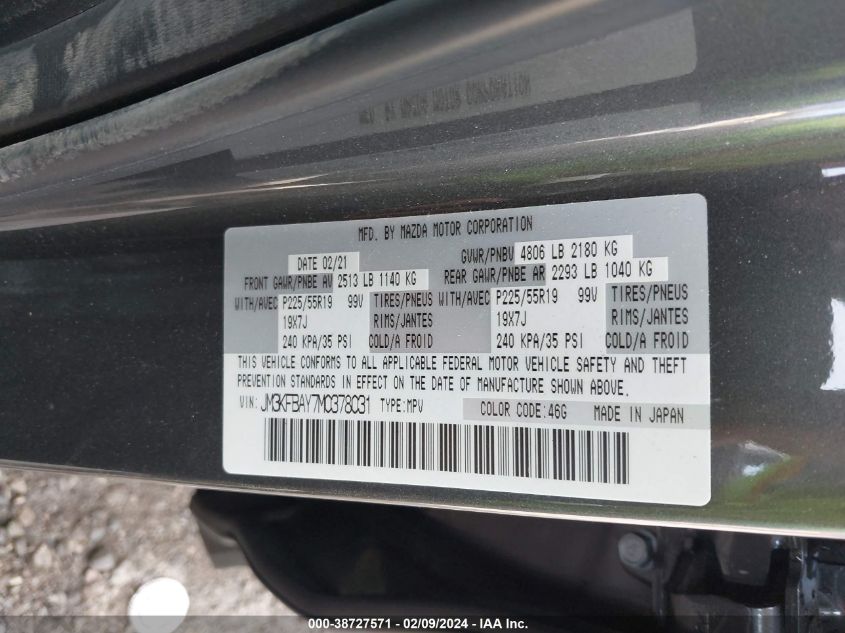 MFD. BY MAZDA MOTOR CORPORATION
DATE 02/21 GVWR/PNBV 4806 LB 2180 KG
FRONT GAWR/PNBE AV 2513 LB 1140 KG REAR GAWR/PNBE AR 2293 LB 1040 KG
WITH/AVEC P225/55R19 99V TIRES/PNEUS WITH/AVEC P225/55R19 99V TIRES/PNEUS
19X7J RIMS/JANTES 19X7J RIMS/JANTES
240 KPA/35 PSI COLD/A FROID 240 KPA/35 PSI COLD/A FROID
THIS VEHICLE CONFORMS TO ALL APPLICABLE FEDERAL MOTOR VEHICLE SAFETY AND THEFT
PREVENTION STANDARDS IN EFFECT ON THE DATE OF MANUFACTURE SHOWN ABOVE.
VIN: JM3KFBAY7M0378031 TYPE:MPV COLOR CODE:46G MADE IN JAPAN
000-38727571 - 02/09/2024 - IAA Inc.